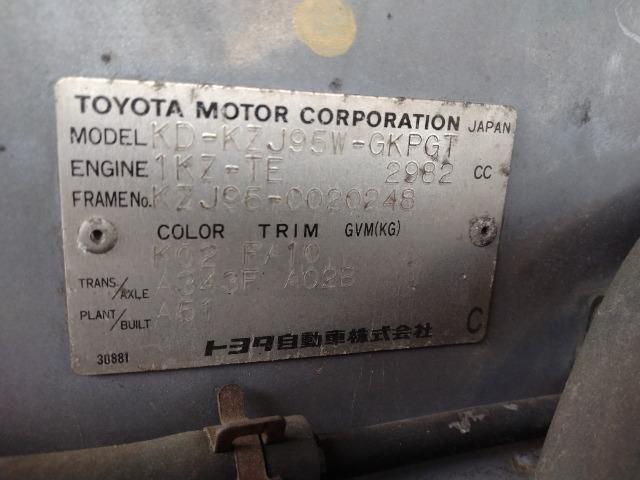 TOYOTA MOTOR CORPORATION JAPAN
MODEL KD-KZJ95W-GKPGT
ENGINE 1KZ-TE 2982 CC
FRAME No. KZJ95-0020248
COLOR TRIM GVM(KG)
K02 FA10
TRANS/AXLE A343F A02B
PLANT/BUILT A61
トヨタ自動車株式会社 C
30881